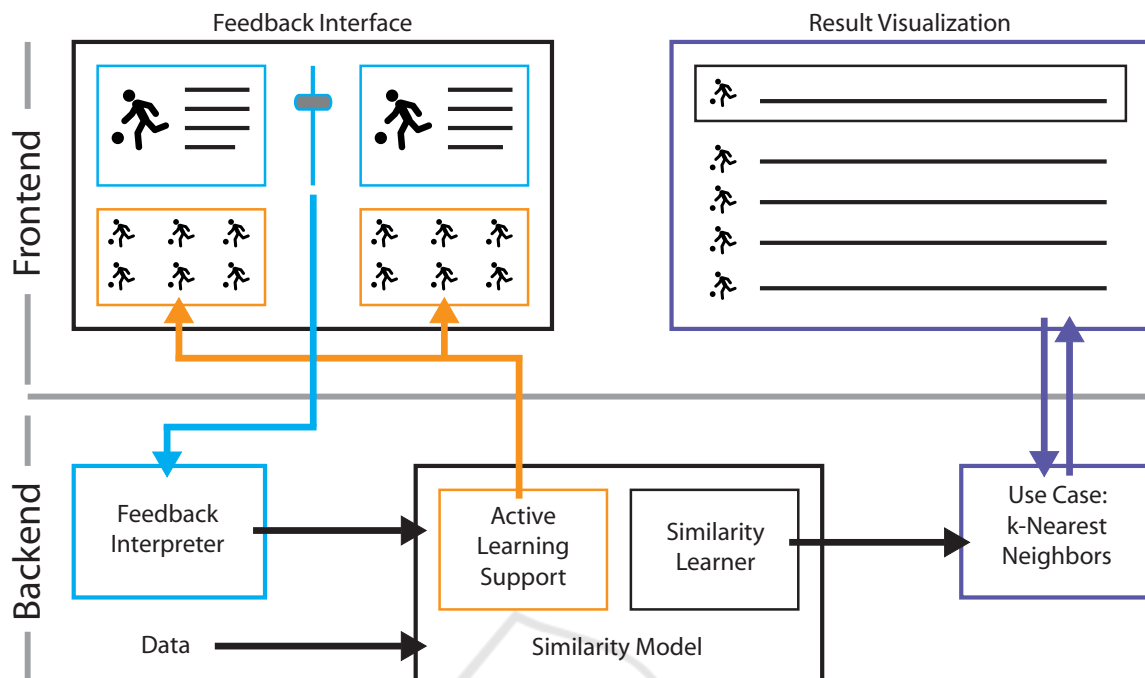 Feedback Interface
Result Visualization
Frontend
Backend
Feedback
Interpreter
Active
Learning
Support
Similarity
Learner
Use Case:
k-Nearest
Neighbors
Data
Similarity Model